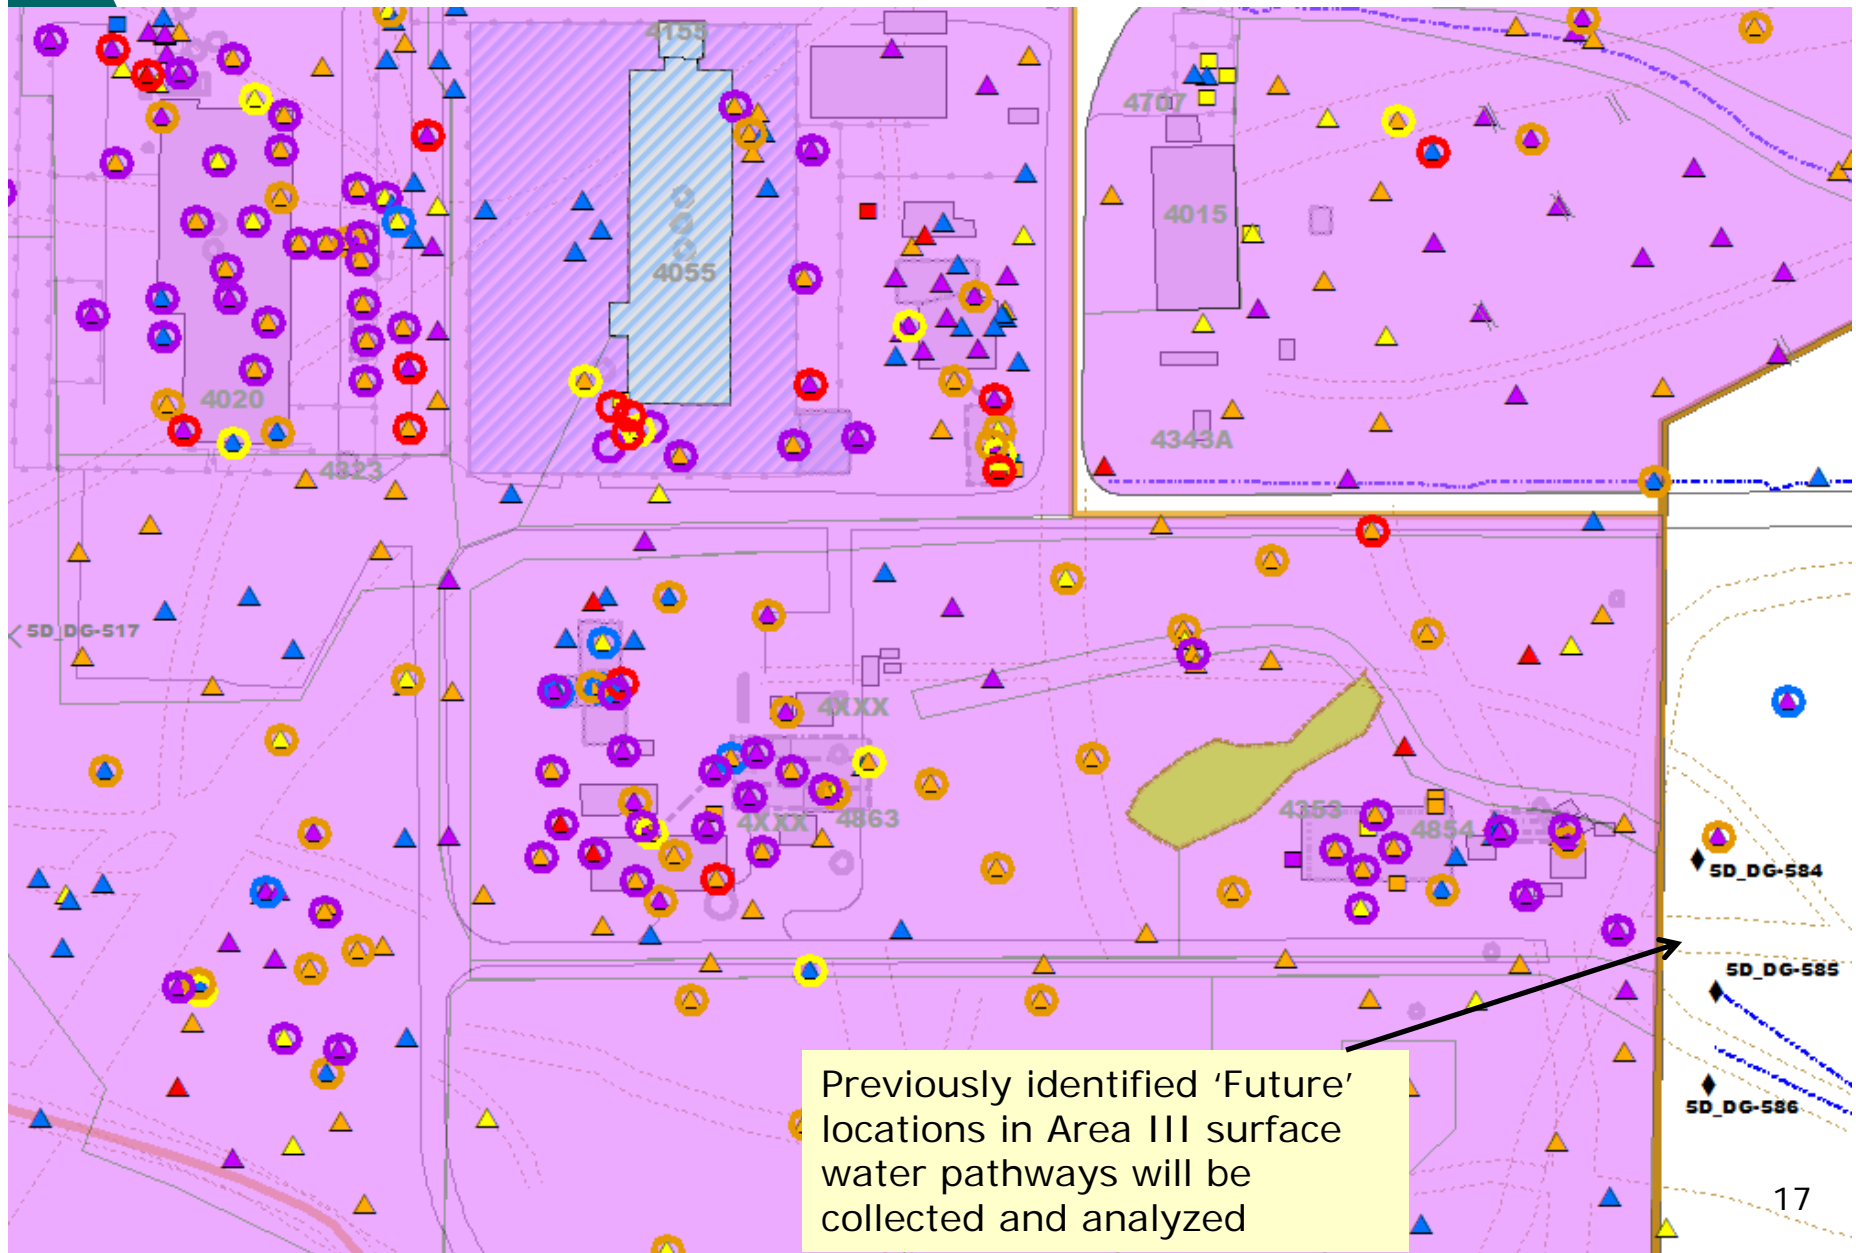 4155
4707
4015
4055
4020
4343A
4323
5D_DG-517
4XXX
4353
4XXX
4863
4854
5D_DG-584
5D_DG-585
5D_DG-586
Previously identified ‘Future’
locations in Area III surface
water pathways will be
collected and analyzed
17